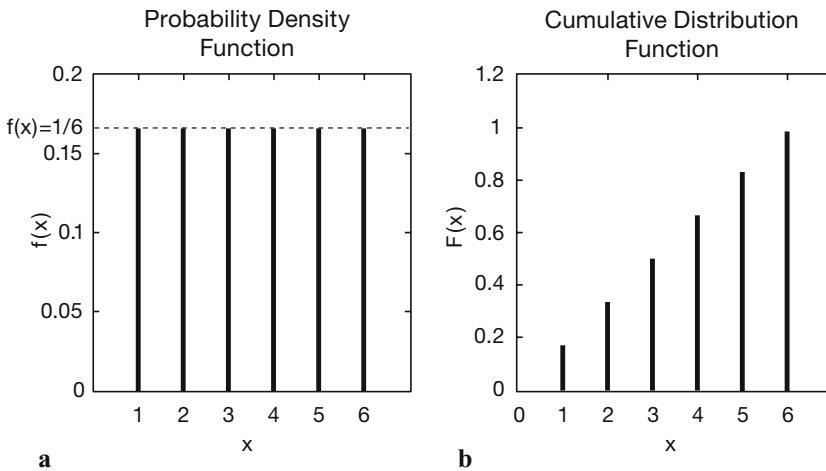 Probability Density
Function
0.2
f(x)=1/6
0.15
0.1
0.05
0
f(x)
1 2 3 4 5 6
x
a
Cumulative Distribution
Function
1.2
1
0.8
0.6
0.4
0.2
0
F(x)
0 1 2 3 4 5 6
x
b